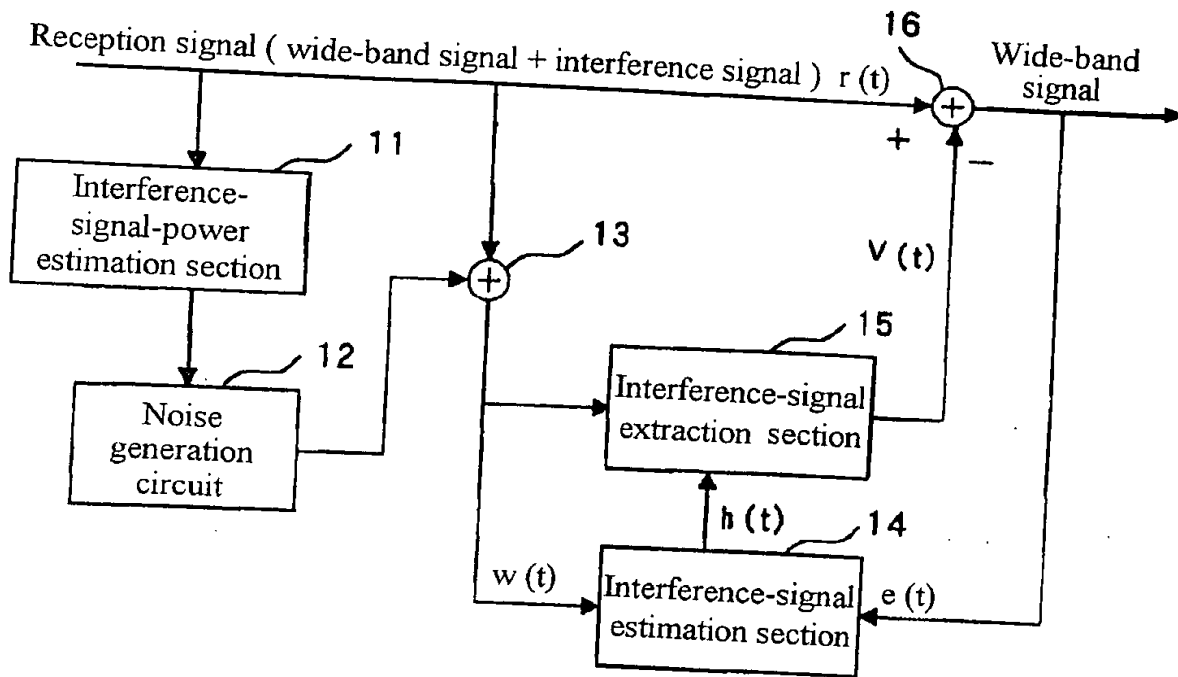 Reception signal ( wide-band signal + interference signal ) r (t)
16
Wide-band
signal
+
+
−
11
Interference-
signal-power
estimation section
13
+
V (t)
12
Noise
generation
circuit
15
Interference-signal
extraction section
h (t)
14
w (t)
Interference-signal
estimation section
e (t)